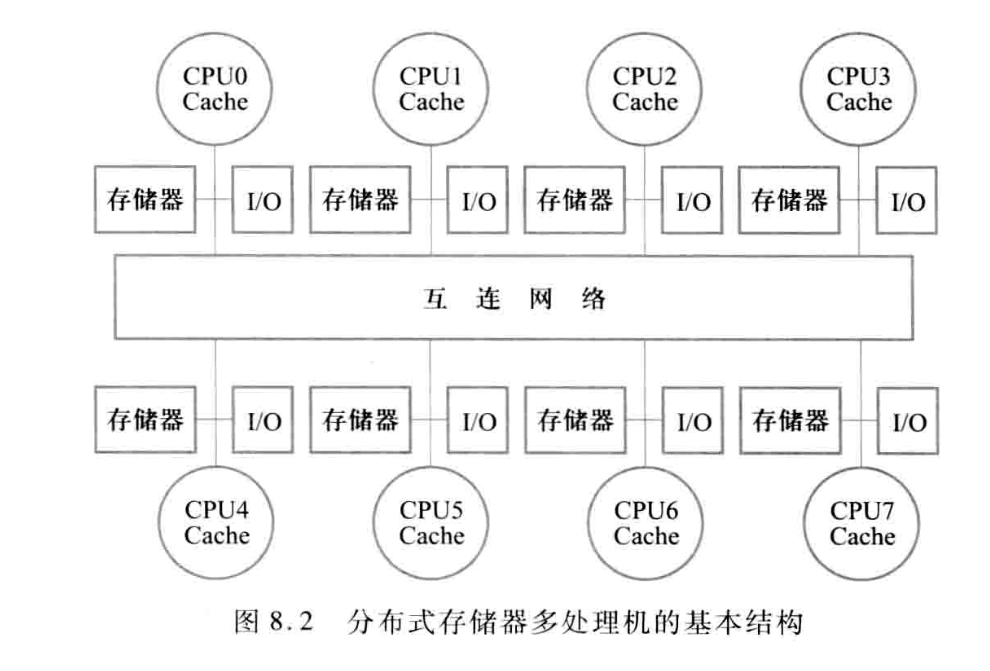 CPU0 CPU1 CPU2 CPU3
Cache Cache Cache Cache
存储器 I/O 存储器 I/O 存储器 I/O 存储器 I/O
互连网络
存储器 I/O 存储器 I/O 存储器 I/O 存储器 I/O
CPU4 CPU5 CPU6 CPU7
Cache Cache Cache Cache
图 8.2 分布式存储器多处理机的基本结构